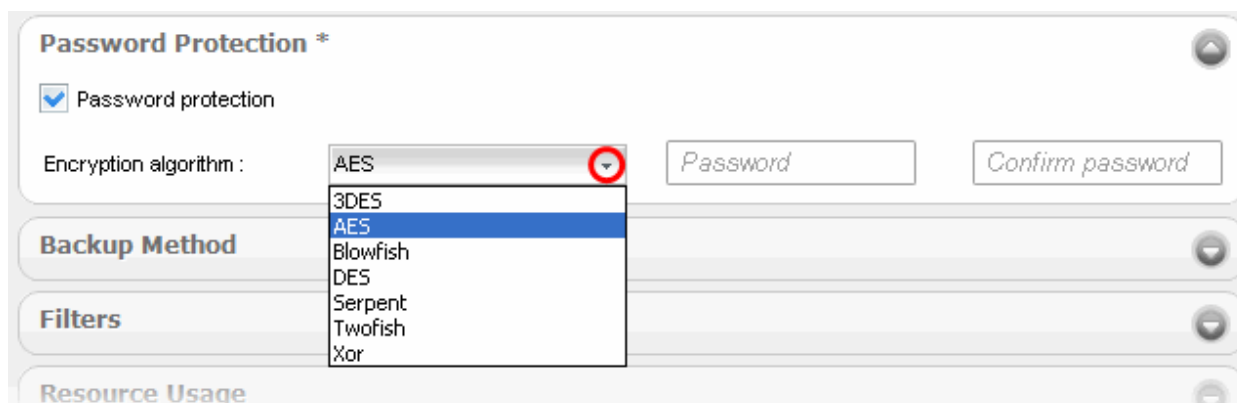 Password Protection *
Password protection
Encryption algorithm : AES Password Confirm password
3DES
AES
Blowfish
DES
Serpent
Twofish
Xor
Backup Method
Filters
Resource Usage